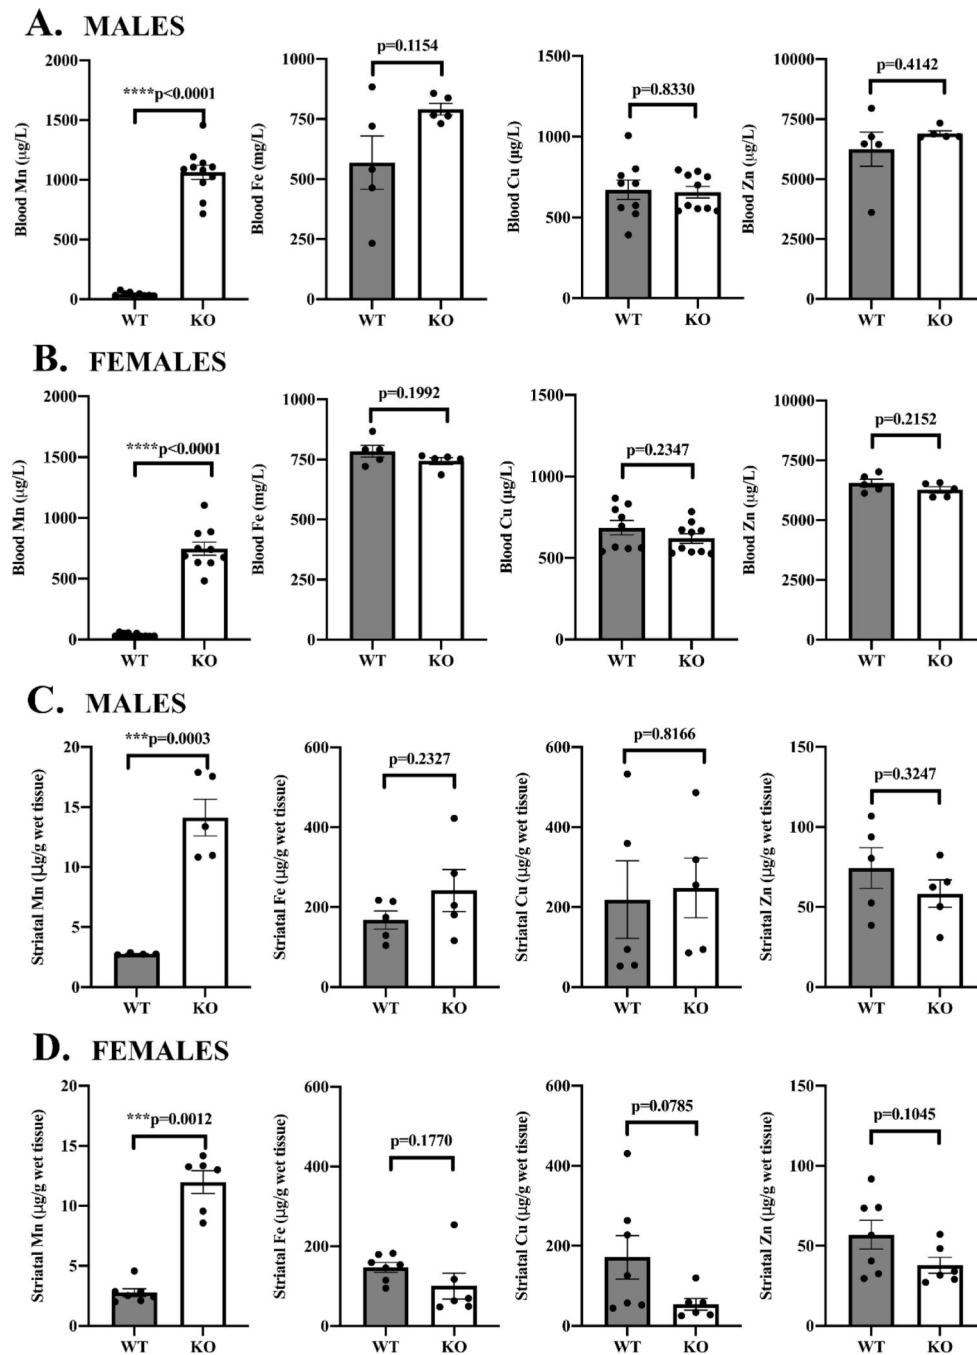 A. MALES
Blood Mn (µg/L)
2000
1500
1000
500
0
****p<0.0001
WT KO
Blood Fe (mg/L)
1000
750
500
250
0
p=0.1154
WT KO
Blood Cu (µg/L)
1500
1000
500
0
p=0.8330
WT KO
Blood Zn (µg/L)
10000
7500
5000
2500
0
p=0.4142
WT KO
B. FEMALES
Blood Mn (µg/L)
2000
1500
1000
500
0
****p<0.0001
WT KO
Blood Fe (mg/L)
1000
750
500
250
0
p=0.1992
WT KO
Blood Cu (µg/L)
1500
1000
500
0
p=0.2347
WT KO
Blood Zn (µg/L)
10000
7500
5000
2500
0
p=0.2152
WT KO
C. MALES
Striatal Mn (µg/g wet tissue)
20
15
10
5
0
***p=0.0003
WT KO
Striatal Fe (µg/g wet tissue)
600
400
200
0
p=0.2327
WT KO
Striatal Cu (µg/g wet tissue)
600
400
200
0
p=0.8166
WT KO
Striatal Zn (µg/g wet tissue)
150
100
50
0
p=0.3247
WT KO
D. FEMALES
Striatal Mn (µg/g wet tissue)
20
15
10
5
0
***p=0.0012
WT KO
Striatal Fe (µg/g wet tissue)
600
400
200
0
p=0.1770
WT KO
Striatal Cu (µg/g wet tissue)
600
400
200
0
p=0.0785
WT KO
Striatal Zn (µg/g wet tissue)
150
100
50
0
p=0.1045
WT KO